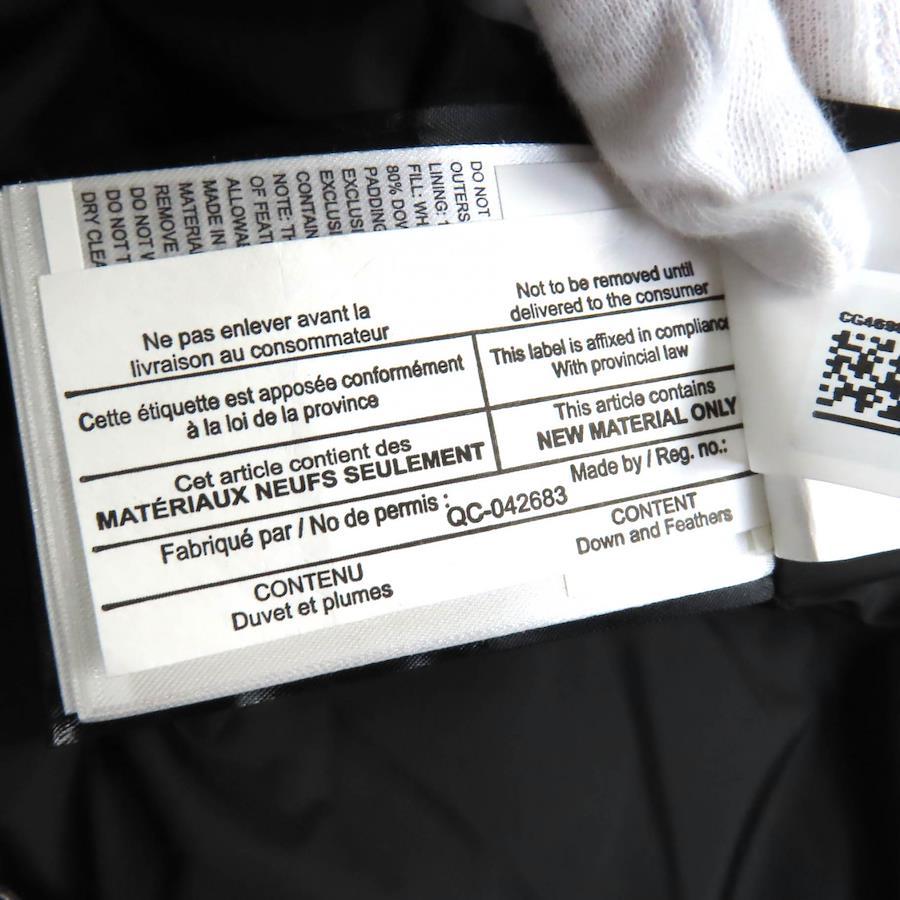 DO NOT
OUTERS
LINING: 1
FILL: WH
80% DOW
PADDING
EXCLUSI
EXCLUS
CONTAIN
NOTE: TH
OF FEAT
ALLOWA
MADE IN
MATERIA
REMOVE
DO NOT W
DO NOT T
DRY CLEA
Ne pas enlever avant la
livraison au consommateur
Not to be removed until
delivered to the consumer
Cette étiquette est apposée conformément
à la loi de la province
This label is affixed in compliance
With provincial law
Cet article contient des
MATÉRIAUX NEUFS SEULEMENT
This article contains
NEW MATERIAL ONLY
Fabriqué par / No de permis :
QC-042683
Made by / Reg. no.:
CONTENU
Duvet et plumes
CONTENT
Down and Feathers